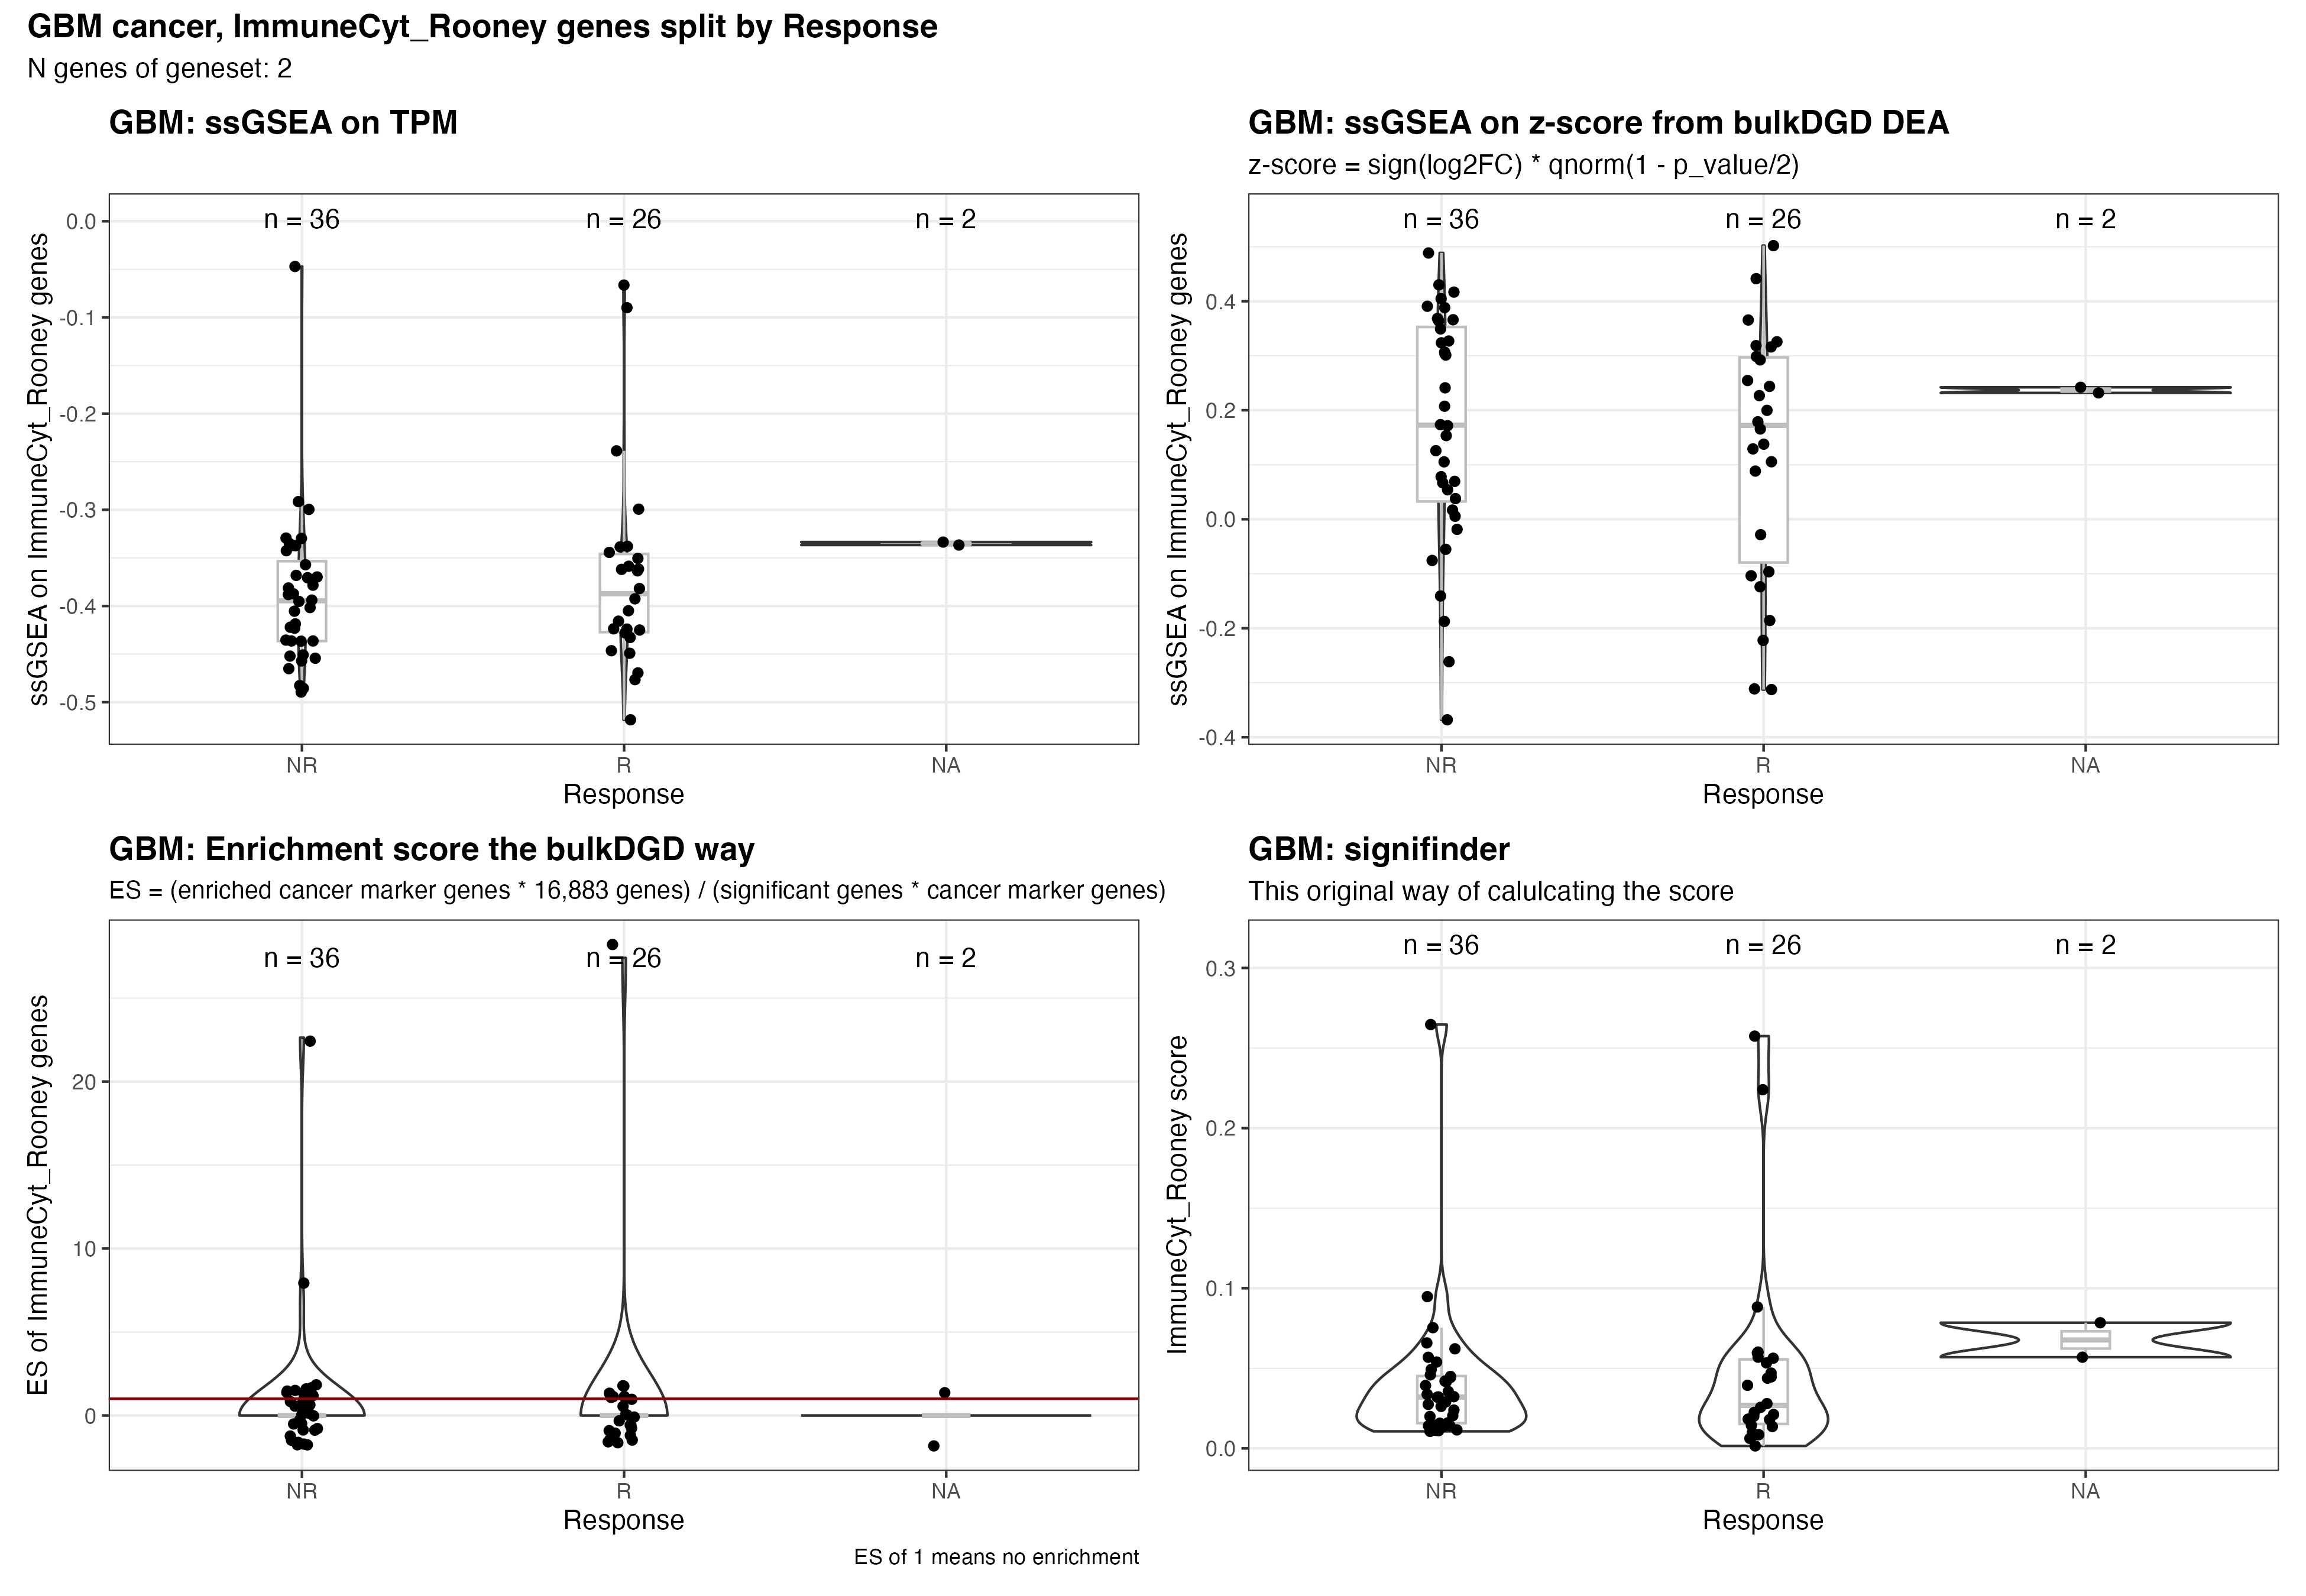 GBM cancer, ImmuneCyt_Rooney genes split by Response
N genes of geneset: 2
GBM: ssGSEA on TPM
ssGSEA on ImmuneCyt_Rooney genes
0.0
-0.1
-0.2
-0.3
-0.4
-0.5
n = 36
n = 26
n = 2
NR
R
NA
Response
GBM: ssGSEA on z-score from bulkDGD DEA
z-score = sign(log2FC) * qnorm(1 - p_value/2)
ssGSEA on ImmuneCyt_Rooney genes
0.4
0.2
0.0
-0.2
-0.4
n = 36
n = 26
n = 2
NR
R
NA
Response
GBM: Enrichment score the bulkDGD way
ES = (enriched cancer marker genes * 16,883 genes) / (significant genes * cancer marker genes)
ES of ImmuneCyt_Rooney genes
20
10
0
n = 36
n = 26
n = 2
NR
R
NA
Response
ES of 1 means no enrichment
GBM: signifinder
This original way of calulcating the score
ImmuneCyt_Rooney score
0.3
0.2
0.1
0.0
n = 36
n = 26
n = 2
NR
R
NA
Response